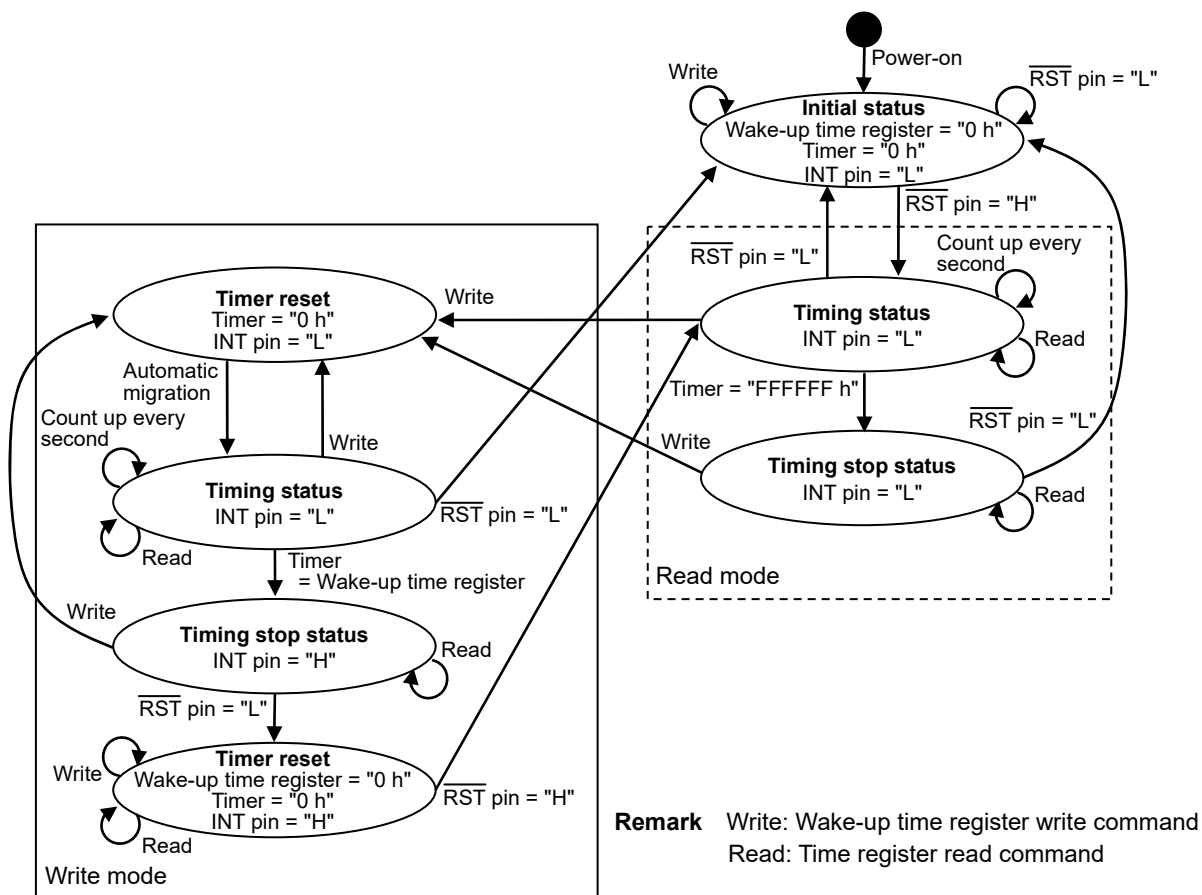 Power-on
Write
RST pin = "L"
Initial status
Wake-up time register = "0 h"
Timer = "0 h"
INT pin = "L"
RST pin = "H"
RST pin = "L"
Count up every
second
Timing status
INT pin = "L"
Read
Write
Timer = "FFFFFF h"
RST pin = "L"
Write
Timing stop status
INT pin = "L"
Read
Read mode
Timer reset
Timer = "0 h"
INT pin = "L"
Automatic
migration
Count up every
second
Write
Timing status
INT pin = "L"
RST pin = "L"
Read
Timer
= Wake-up time register
Write
Timing stop status
INT pin = "H"
Read
RST pin = "L"
Timer reset
Wake-up time register = "0 h"
Timer = "0 h"
INT pin = "H"
Write
RST pin = "H"
Read
Write mode
Remark Write: Wake-up time register write command
Read: Time register read command